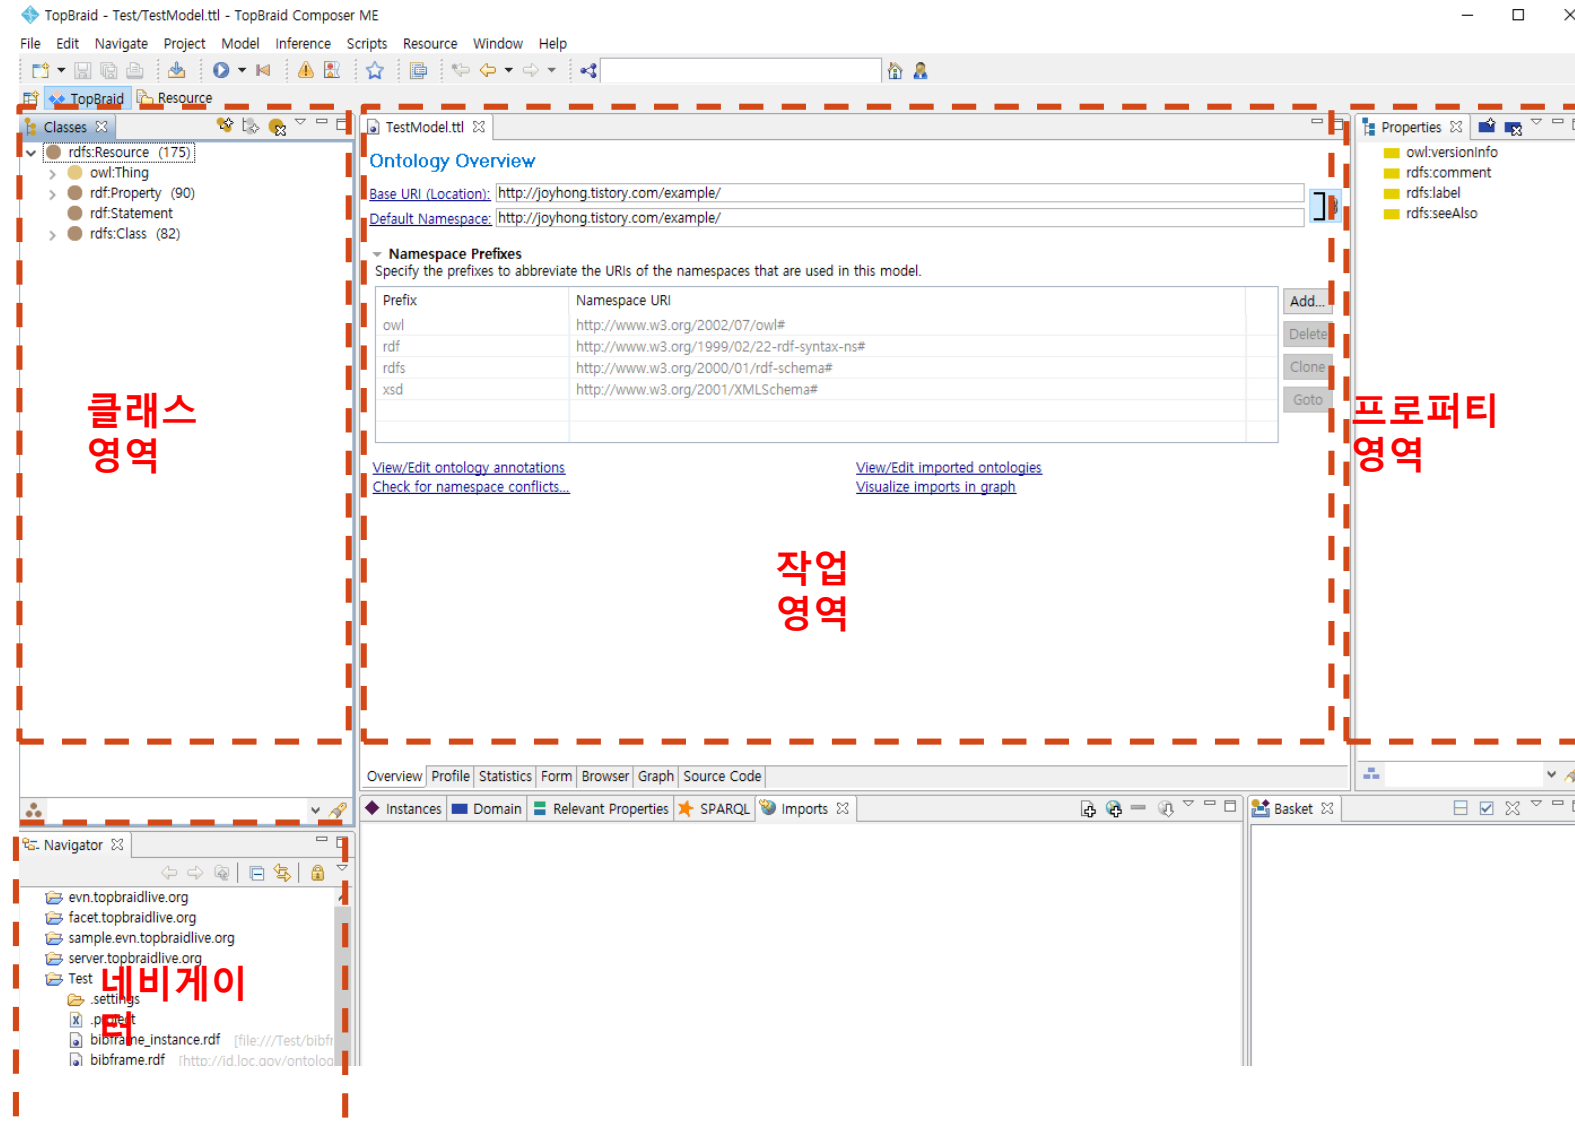 TopBraid - Test/TestModel.ttl - TopBraid Composer ME
File Edit Navigate Project Model Inference Scripts Resource Window Help
TopBraid Resource
Classes
rdfs:Resource (175)
owl:Thing
rdf:Property (90)
rdf:Statement
rdfs:Class (82)
클래스
영역
TestModel.ttl
Ontology Overview
Base URI (Location): http://joyhong.tistory.com/example/
Default Namespace: http://joyhong.tistory.com/example/
Namespace Prefixes
Specify the prefixes to abbreviate the URIs of the namespaces that are used in this model.
Prefix Namespace URI
owl http://www.w3.org/2002/07/owl#
rdf http://www.w3.org/1999/02/22-rdf-syntax-ns#
rdfs http://www.w3.org/2000/01/rdf-schema#
xsd http://www.w3.org/2001/XMLSchema#
Add...
Delete
Clone
Goto
View/Edit ontology annotations View/Edit imported ontologies
Check for namespace conflicts... Visualize imports in graph
작업
영역
Overview Profile Statistics Form Browser Graph Source Code
Properties
owl:versionInfo
rdfs:comment
rdfs:label
rdfs:seeAlso
프로퍼티
영역
Navigator
evn.topbraidlive.org
facet.topbraidlive.org
sample.evn.topbraidlive.org
server.topbraidlive.org
Test
.settings
.project
bibframe_instance.rdf [file:///Test/bibfr
bibframe.rdf [http://id.loc.gov/ontolog
네비게이
터
Instances Domain Relevant Properties SPARQL Imports
Basket